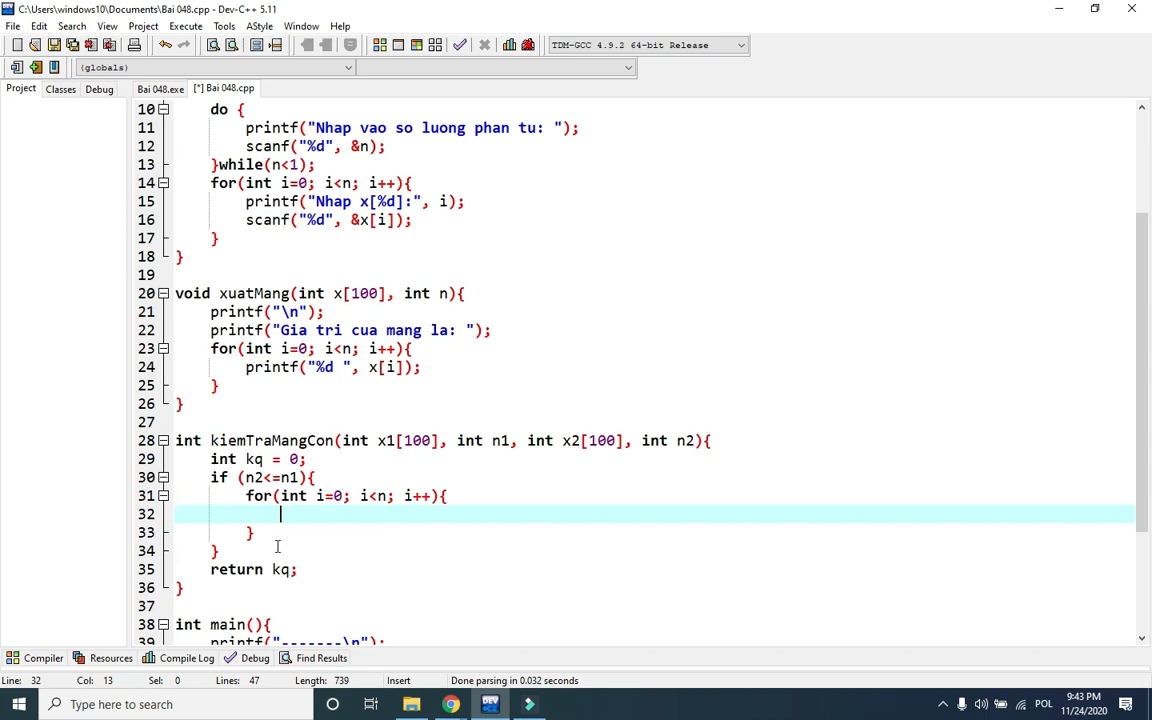 C:\Users\windows10\Documents\Bai 048.cpp - Dev-C++ 5.11
File Edit Search View Project Execute Tools AStyle Window Help
TDM-GCC 4.9.2 64-bit Release
(globals)
Project Classes Debug Bai 048.exe [*] Bai 048.cpp
10 do {
11 printf("Nhap vao so luong phan tu: ");
12 scanf("%d", &n);
13 }while(n<1);
14 for(int i=0; i<n; i++){
15 printf("Nhap x[%d]:", i);
16 scanf("%d", &x[i]);
17 }
18 }
19
20 void xuatMang(int x[100], int n){
21 printf("\n");
22 printf("Gia tri cua mang la: ");
23 for(int i=0; i<n; i++){
24 printf("%d ", x[i]);
25 }
26 }
27
28 int kiemTraMangCon(int x1[100], int n1, int x2[100], int n2){
29 int kq = 0;
30 if (n2<=n1){
31 for(int i=0; i<n; i++){
32
33 }
34 }
35 return kq;
36 }
37
38 int main(){
39 printf("-------\n");
Compiler Resources Compile Log Debug Find Results
Line: 32 Col: 13 Sel: 0 Lines: 47 Length: 739 Insert Done parsing in 0.032 seconds
Type here to search
DEV
POL
9:43 PM
11/24/2020